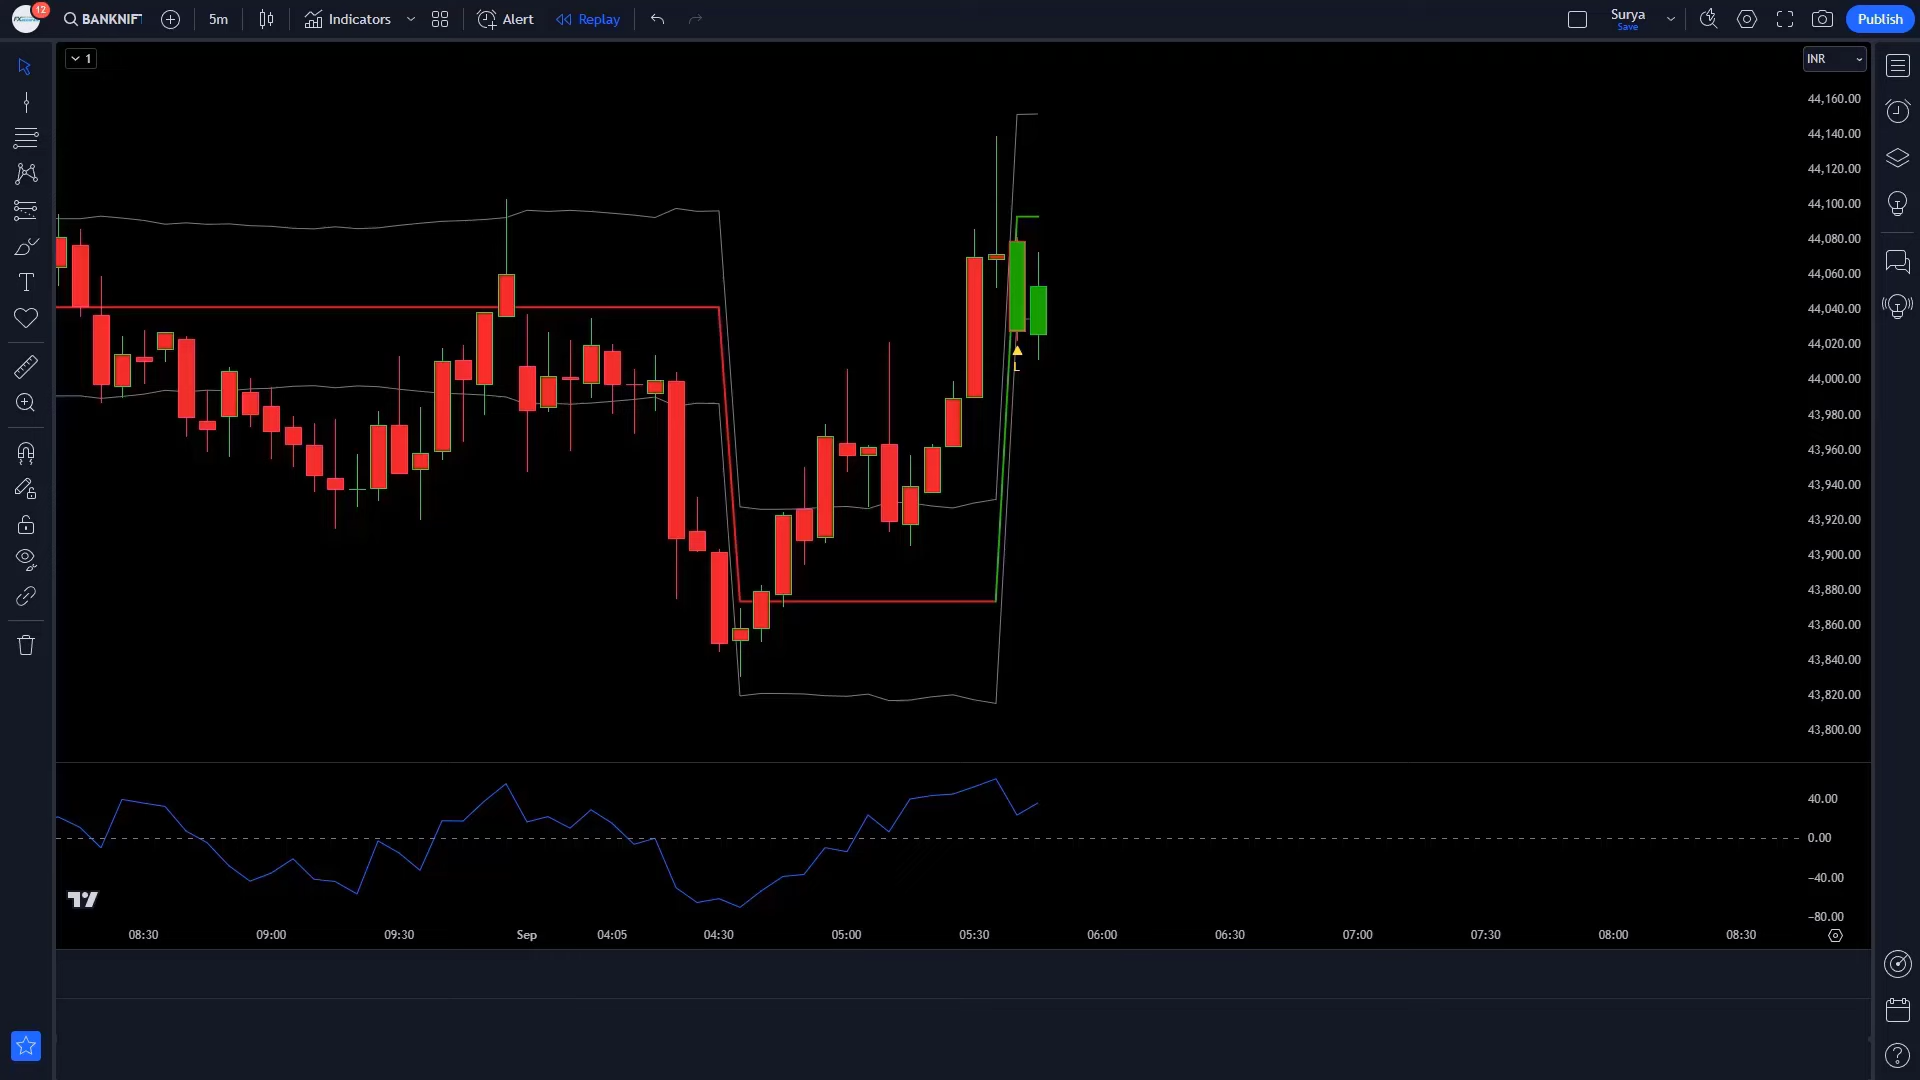 12
BANKNIFT
5m
Indicators
Alert
Replay
Surya
Save
Publish
1
INR
44,160.00
44,140.00
44,120.00
44,100.00
44,080.00
44,060.00
44,040.00
44,020.00
44,000.00
43,980.00
43,960.00
43,940.00
43,920.00
43,900.00
43,880.00
43,860.00
43,840.00
43,820.00
43,800.00
L
40.00
0.00
−40.00
−80.00
08:30 09:00 09:30 Sep 04:05 04:30 05:00 05:30 06:00 06:30 07:00 07:30 08:00 08:30